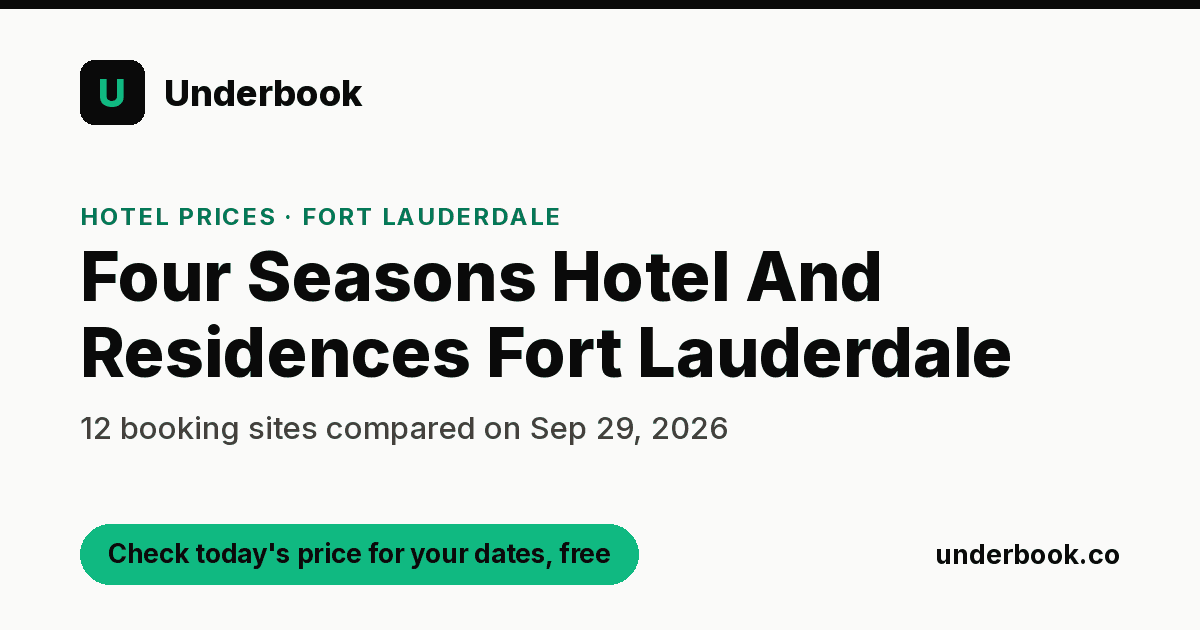 U Underbook
HOTEL PRICES · FORT LAUDERDALE
Four Seasons Hotel And
Residences Fort Lauderdale
12 booking sites compared on Sep 29, 2026
Check today's price for your dates, free
underbook.co